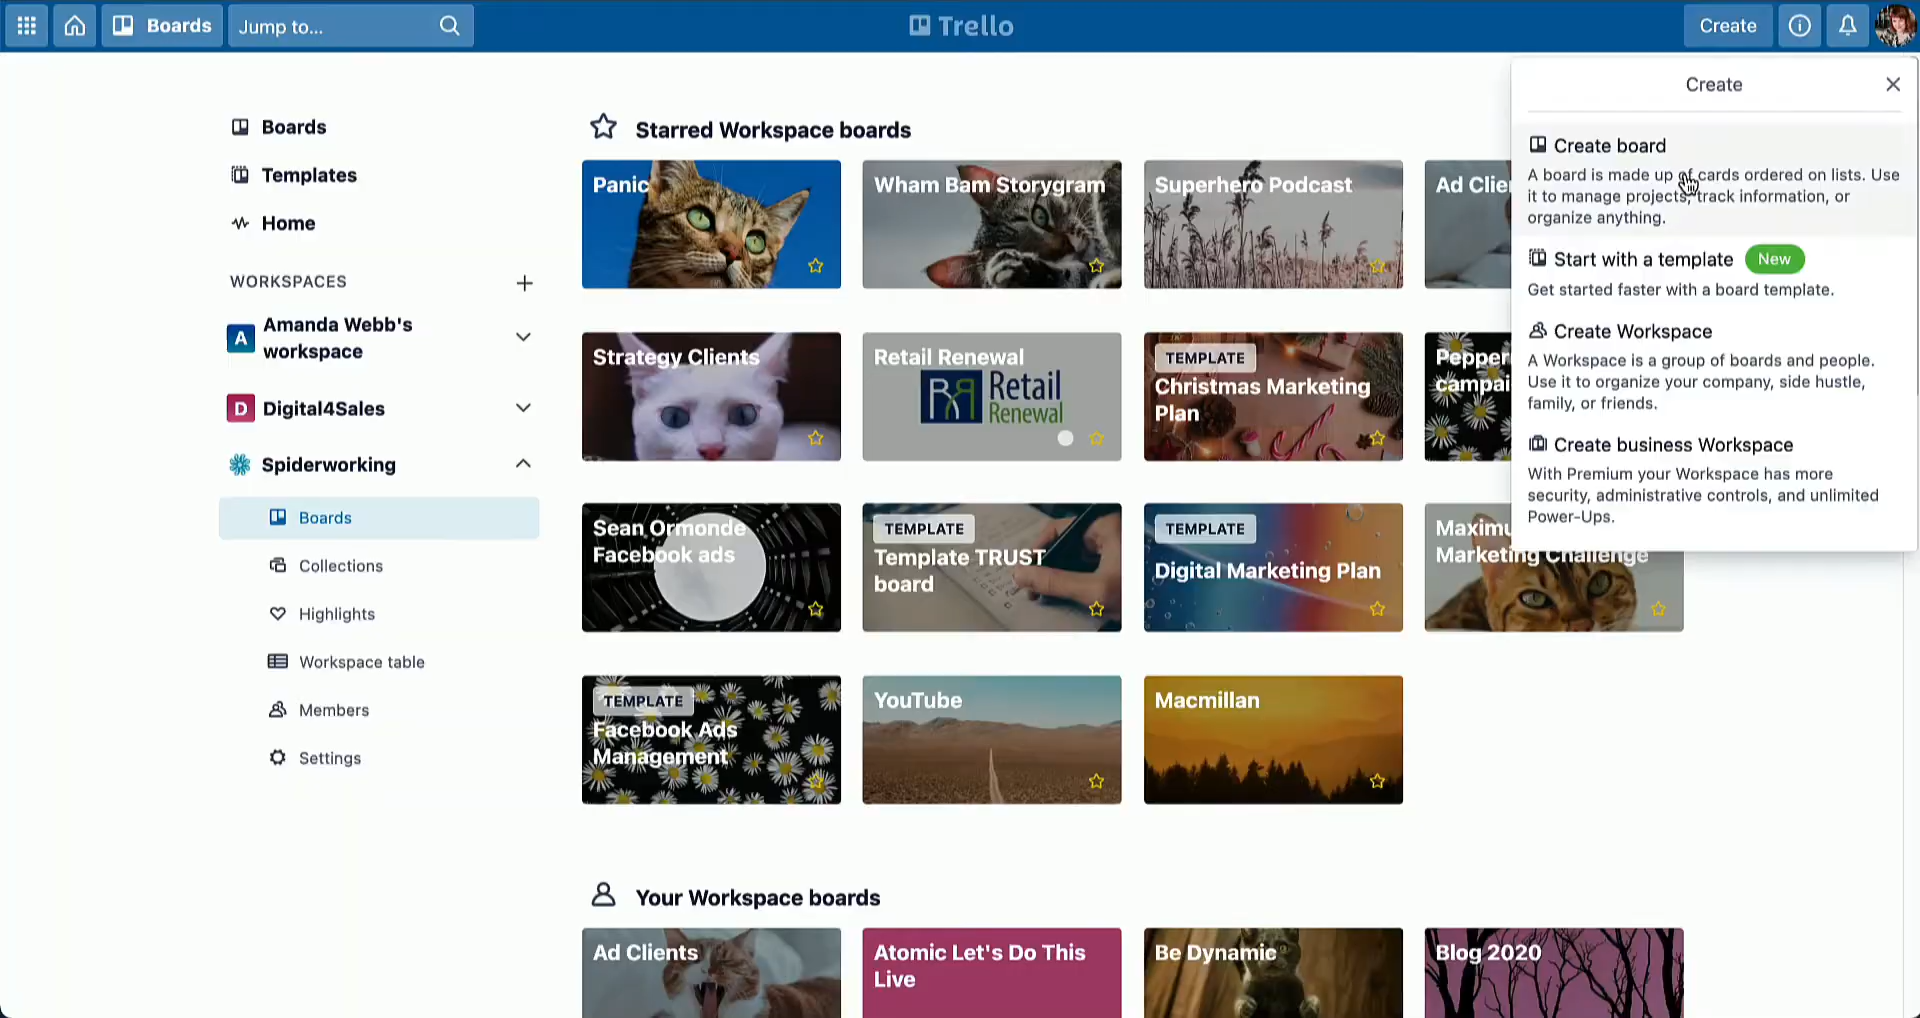 Boards
Jump to...
Trello
Create
Boards
Templates
Home
WORKSPACES
A
Amanda Webb's
workspace
D
Digital4Sales
Spiderworking
Boards
Collections
Highlights
Workspace table
Members
Settings
Starred Workspace boards
Panic
Wham Bam Storygram
Superhero Podcast
Ad Clie
Strategy Clients
Retail Renewal
RR Retail
Renewal
TEMPLATE
Christmas Marketing
Plan
Pepper
campai
Sean Ormonde
Facebook ads
TEMPLATE
Template TRUST
board
TEMPLATE
Digital Marketing Plan
Maximu
Marketing Challenge
TEMPLATE
Facebook Ads
Management
YouTube
Macmillan
Your Workspace boards
Ad Clients
Atomic Let's Do This
Live
Be Dynamic
Blog 2020
Create
Create board
A board is made up of cards ordered on lists. Use
it to manage projects, track information, or
organize anything.
Start with a template New
Get started faster with a board template.
Create Workspace
A Workspace is a group of boards and people.
Use it to organize your company, side hustle,
family, or friends.
Create business Workspace
With Premium your Workspace has more
security, administrative controls, and unlimited
Power-Ups.